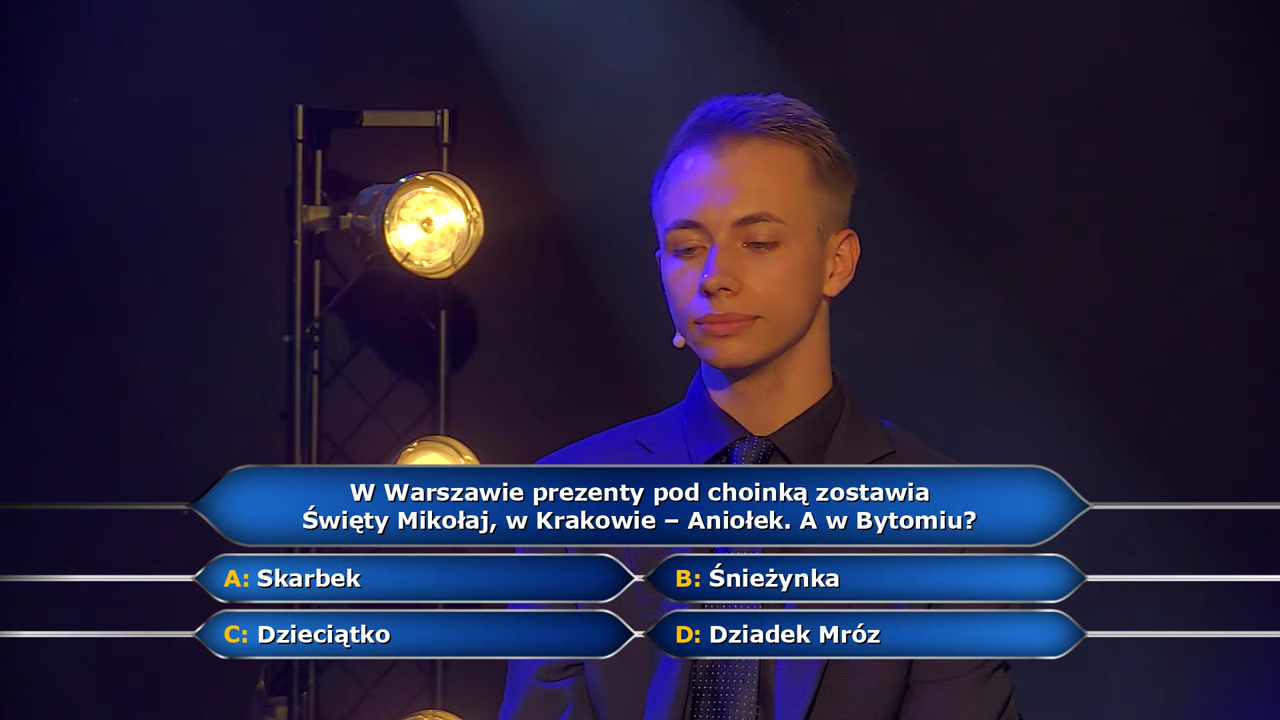 W Warszawie prezenty pod choinką zostawia
Święty Mikołaj, w Krakowie – Aniołek. A w Bytomiu?
A: Skarbek
B: Śnieżynka
C: Dzieciątko
D: Dziadek Mróz